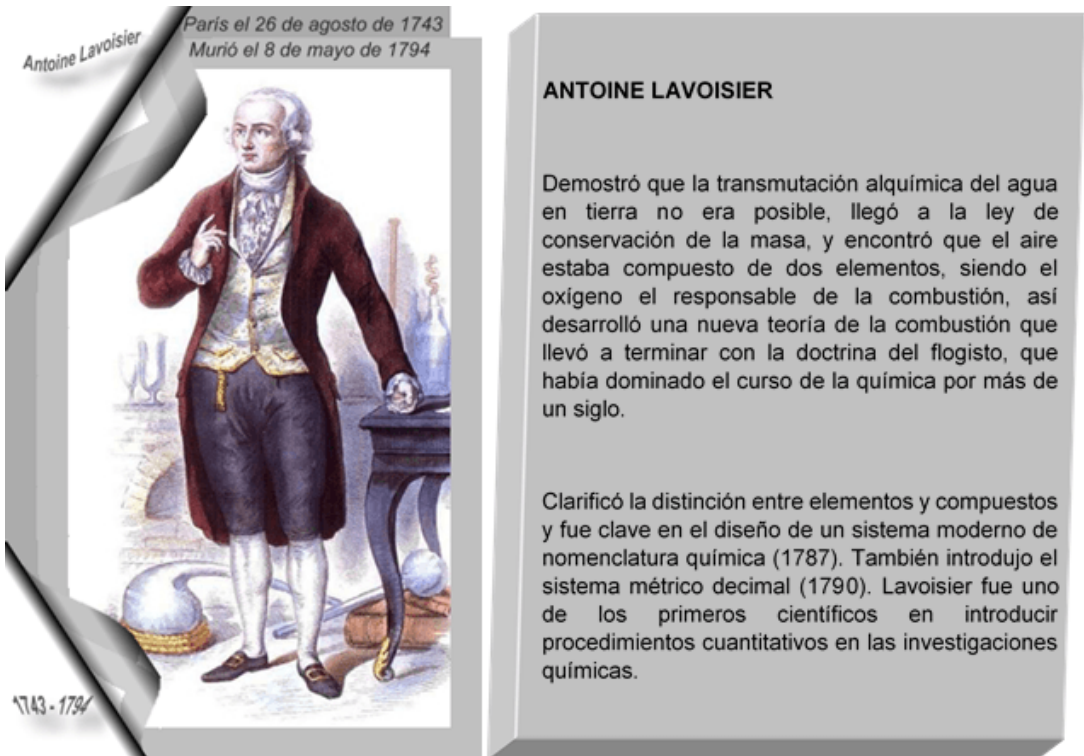 Antoine Lavoisier
París el 26 de agosto de 1743
Murió el 8 de mayo de 1794
1743 - 1794
ANTOINE LAVOISIER
Demostró que la transmutación alquímica del agua
en tierra no era posible, llegó a la ley de
conservación de la masa, y encontró que el aire
estaba compuesto de dos elementos, siendo el
oxígeno el responsable de la combustión, así
desarrolló una nueva teoría de la combustión que
llevó a terminar con la doctrina del flogisto, que
había dominado el curso de la química por más de
un siglo.
Clarificó la distinción entre elementos y compuestos
y fue clave en el diseño de un sistema moderno de
nomenclatura química (1787). También introdujo el
sistema métrico decimal (1790). Lavoisier fue uno
de los primeros científicos en introducir
procedimientos cuantitativos en las investigaciones
químicas.